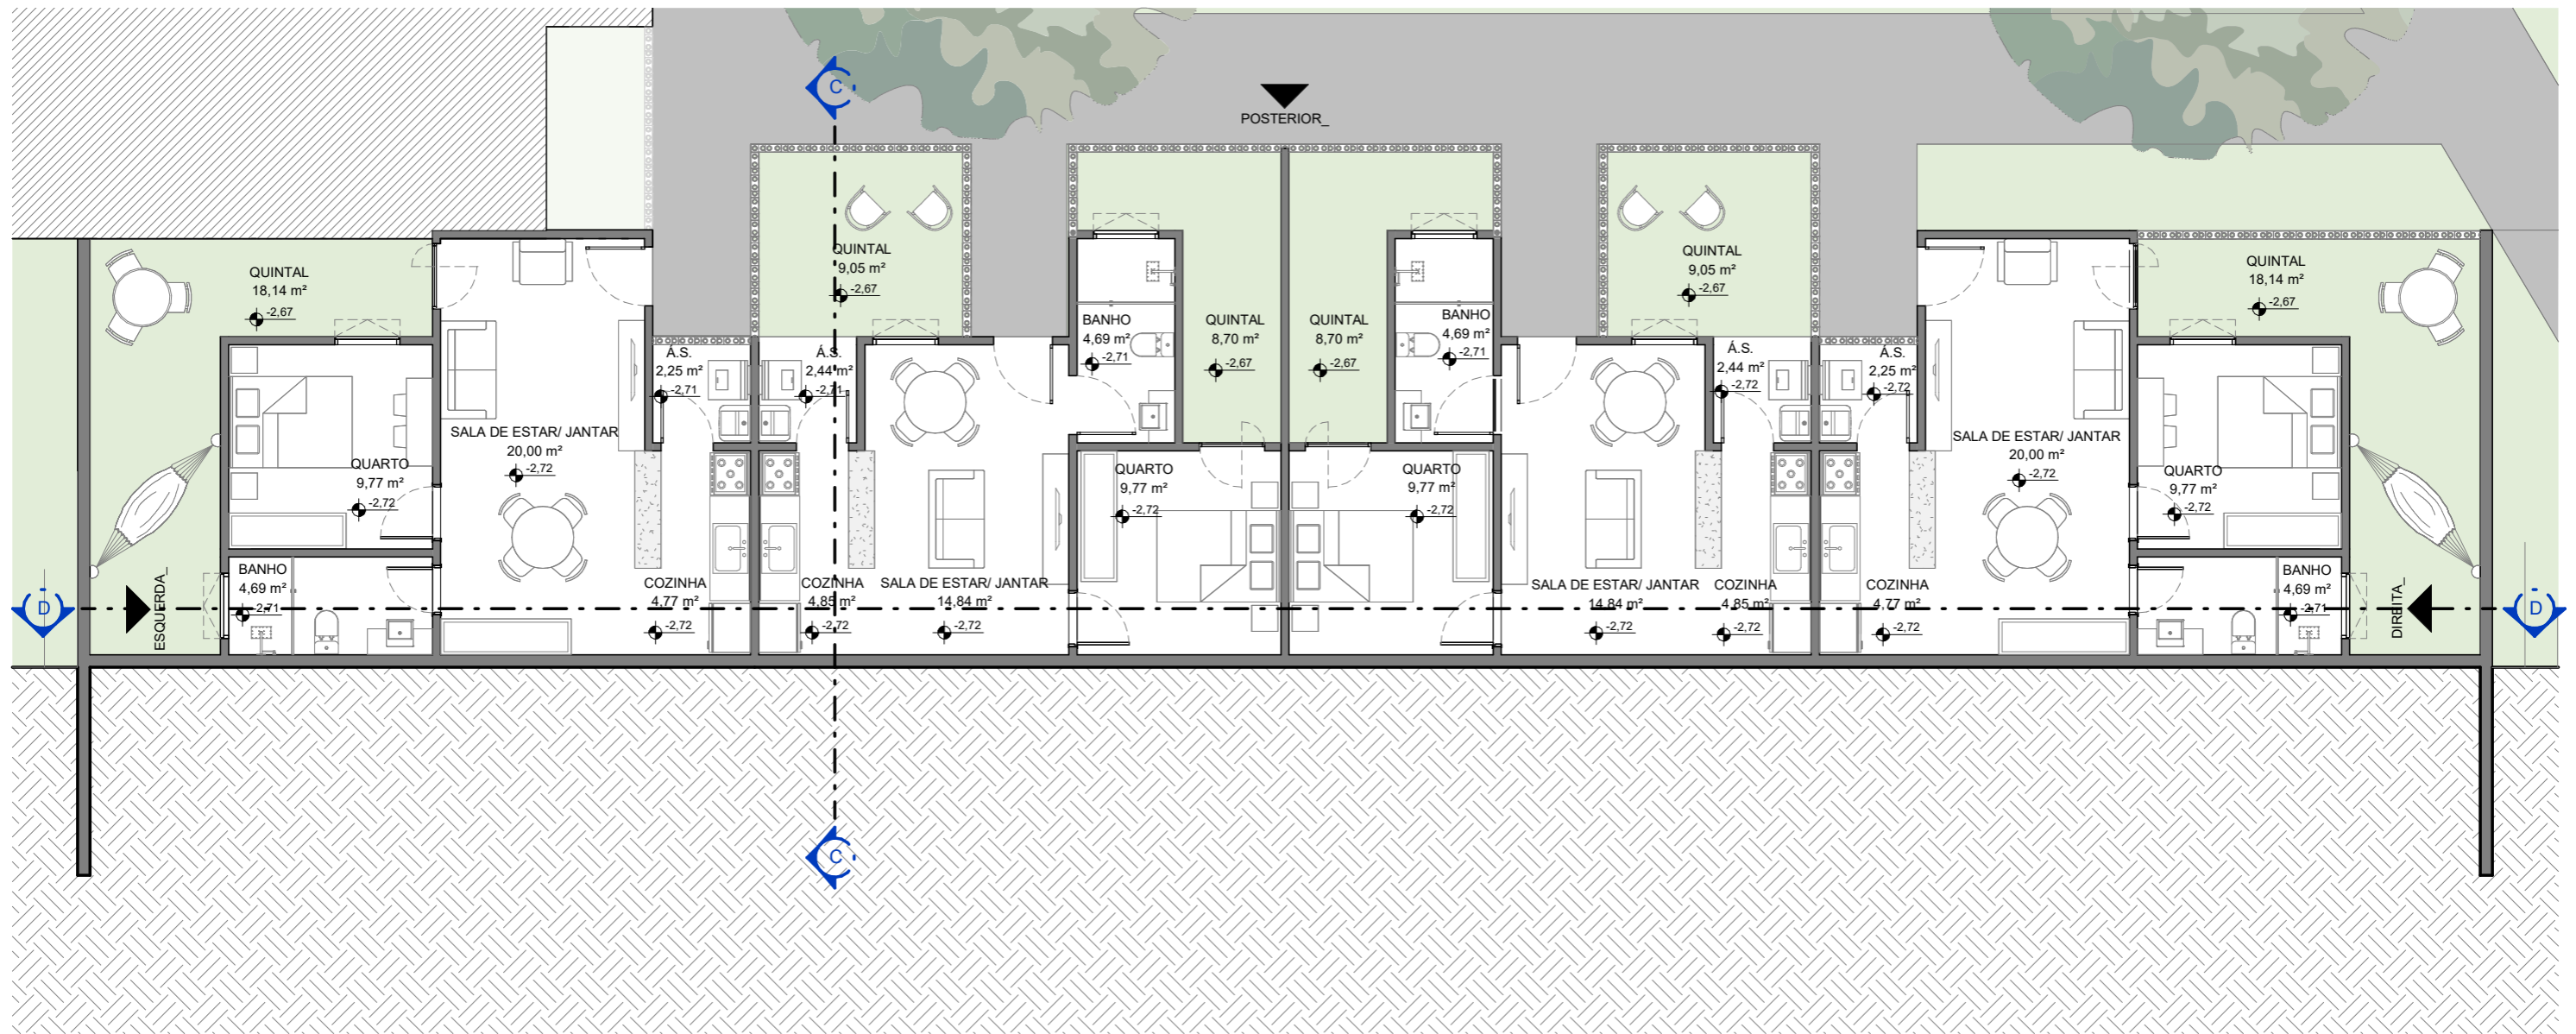 C
POSTERIOR_
QUINTAL
18,14 m²
-2,67
QUINTAL
9,05 m²
-2,67
QUINTAL
9,05 m²
-2,67
QUINTAL
18,14 m²
-2,67
Á.S.
2,25 m²
-2,71
Á.S.
2,44 m²
-2,71
BANHO
4,69 m²
-2,71
QUINTAL
8,70 m²
-2,67
QUINTAL
8,70 m²
-2,67
BANHO
4,69 m²
-2,71
Á.S.
2,44 m²
-2,72
Á.S.
2,25 m²
-2,72
SALA DE ESTAR/ JANTAR
20,00 m²
-2,72
QUARTO
9,77 m²
-2,72
QUARTO
9,77 m²
-2,72
QUARTO
9,77 m²
-2,72
SALA DE ESTAR/ JANTAR
20,00 m²
-2,72
QUARTO
9,77 m²
-2,72
D
ESQUERDA_
BANHO
4,69 m²
-2,71
COZINHA
4,77 m²
-2,72
COZINHA
4,85 m²
-2,72
SALA DE ESTAR/ JANTAR
14,84 m²
-2,72
SALA DE ESTAR/ JANTAR
14,84 m²
-2,72
COZINHA
4,85 m²
-2,72
COZINHA
4,77 m²
-2,72
BANHO
4,69 m²
-2,71
DIREITA_
D
C